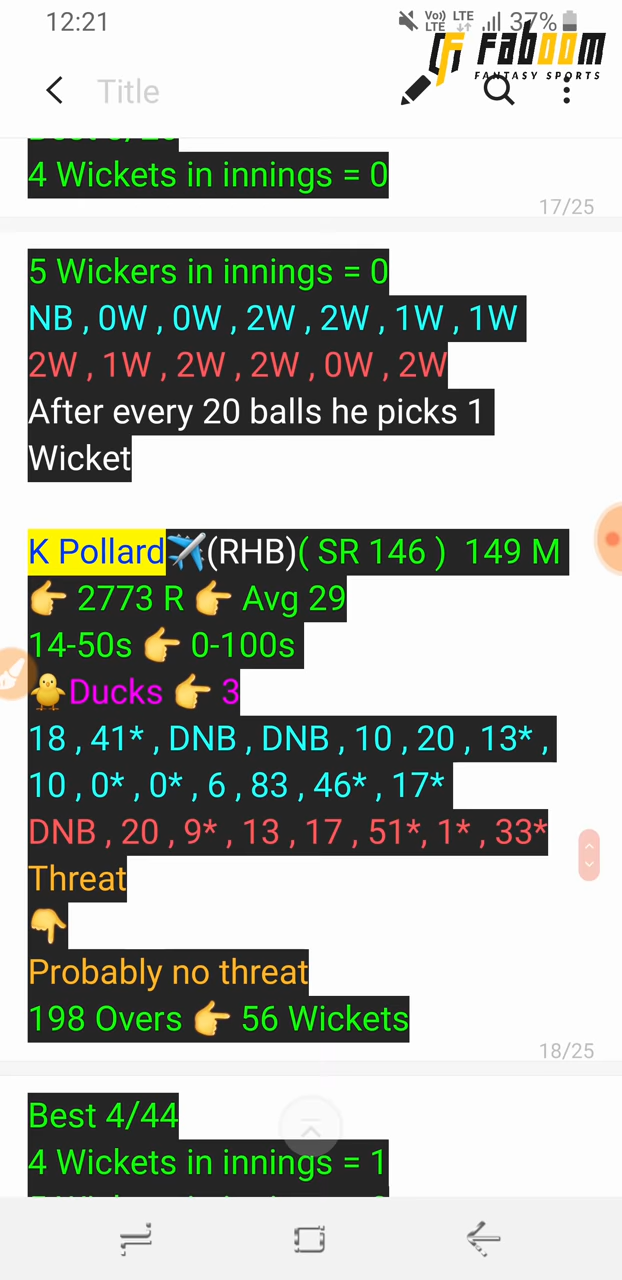 12:21
Vo)) LTE
LTE
37%
faboom
FANTASY SPORTS
Title
4 Wickets in innings = 0
17/25
5 Wickers in innings = 0
NB , 0W , 0W , 2W , 2W , 1W , 1W
2W , 1W , 2W , 2W , 0W , 2W
After every 20 balls he picks 1
Wicket
K Pollard✈️(RHB)( SR 146 ) 149 M
👉 2773 R 👉 Avg 29
14-50s 👉 0-100s
🐥Ducks 👉 3
18 , 41* , DNB , DNB , 10 , 20 , 13* ,
10 , 0* , 0* , 6 , 83 , 46* , 17*
DNB , 20 , 9* , 13 , 17 , 51*, 1* , 33*
Threat
👇
Probably no threat
198 Overs 👉 56 Wickets
18/25
Best 4/44
4 Wickets in innings = 1